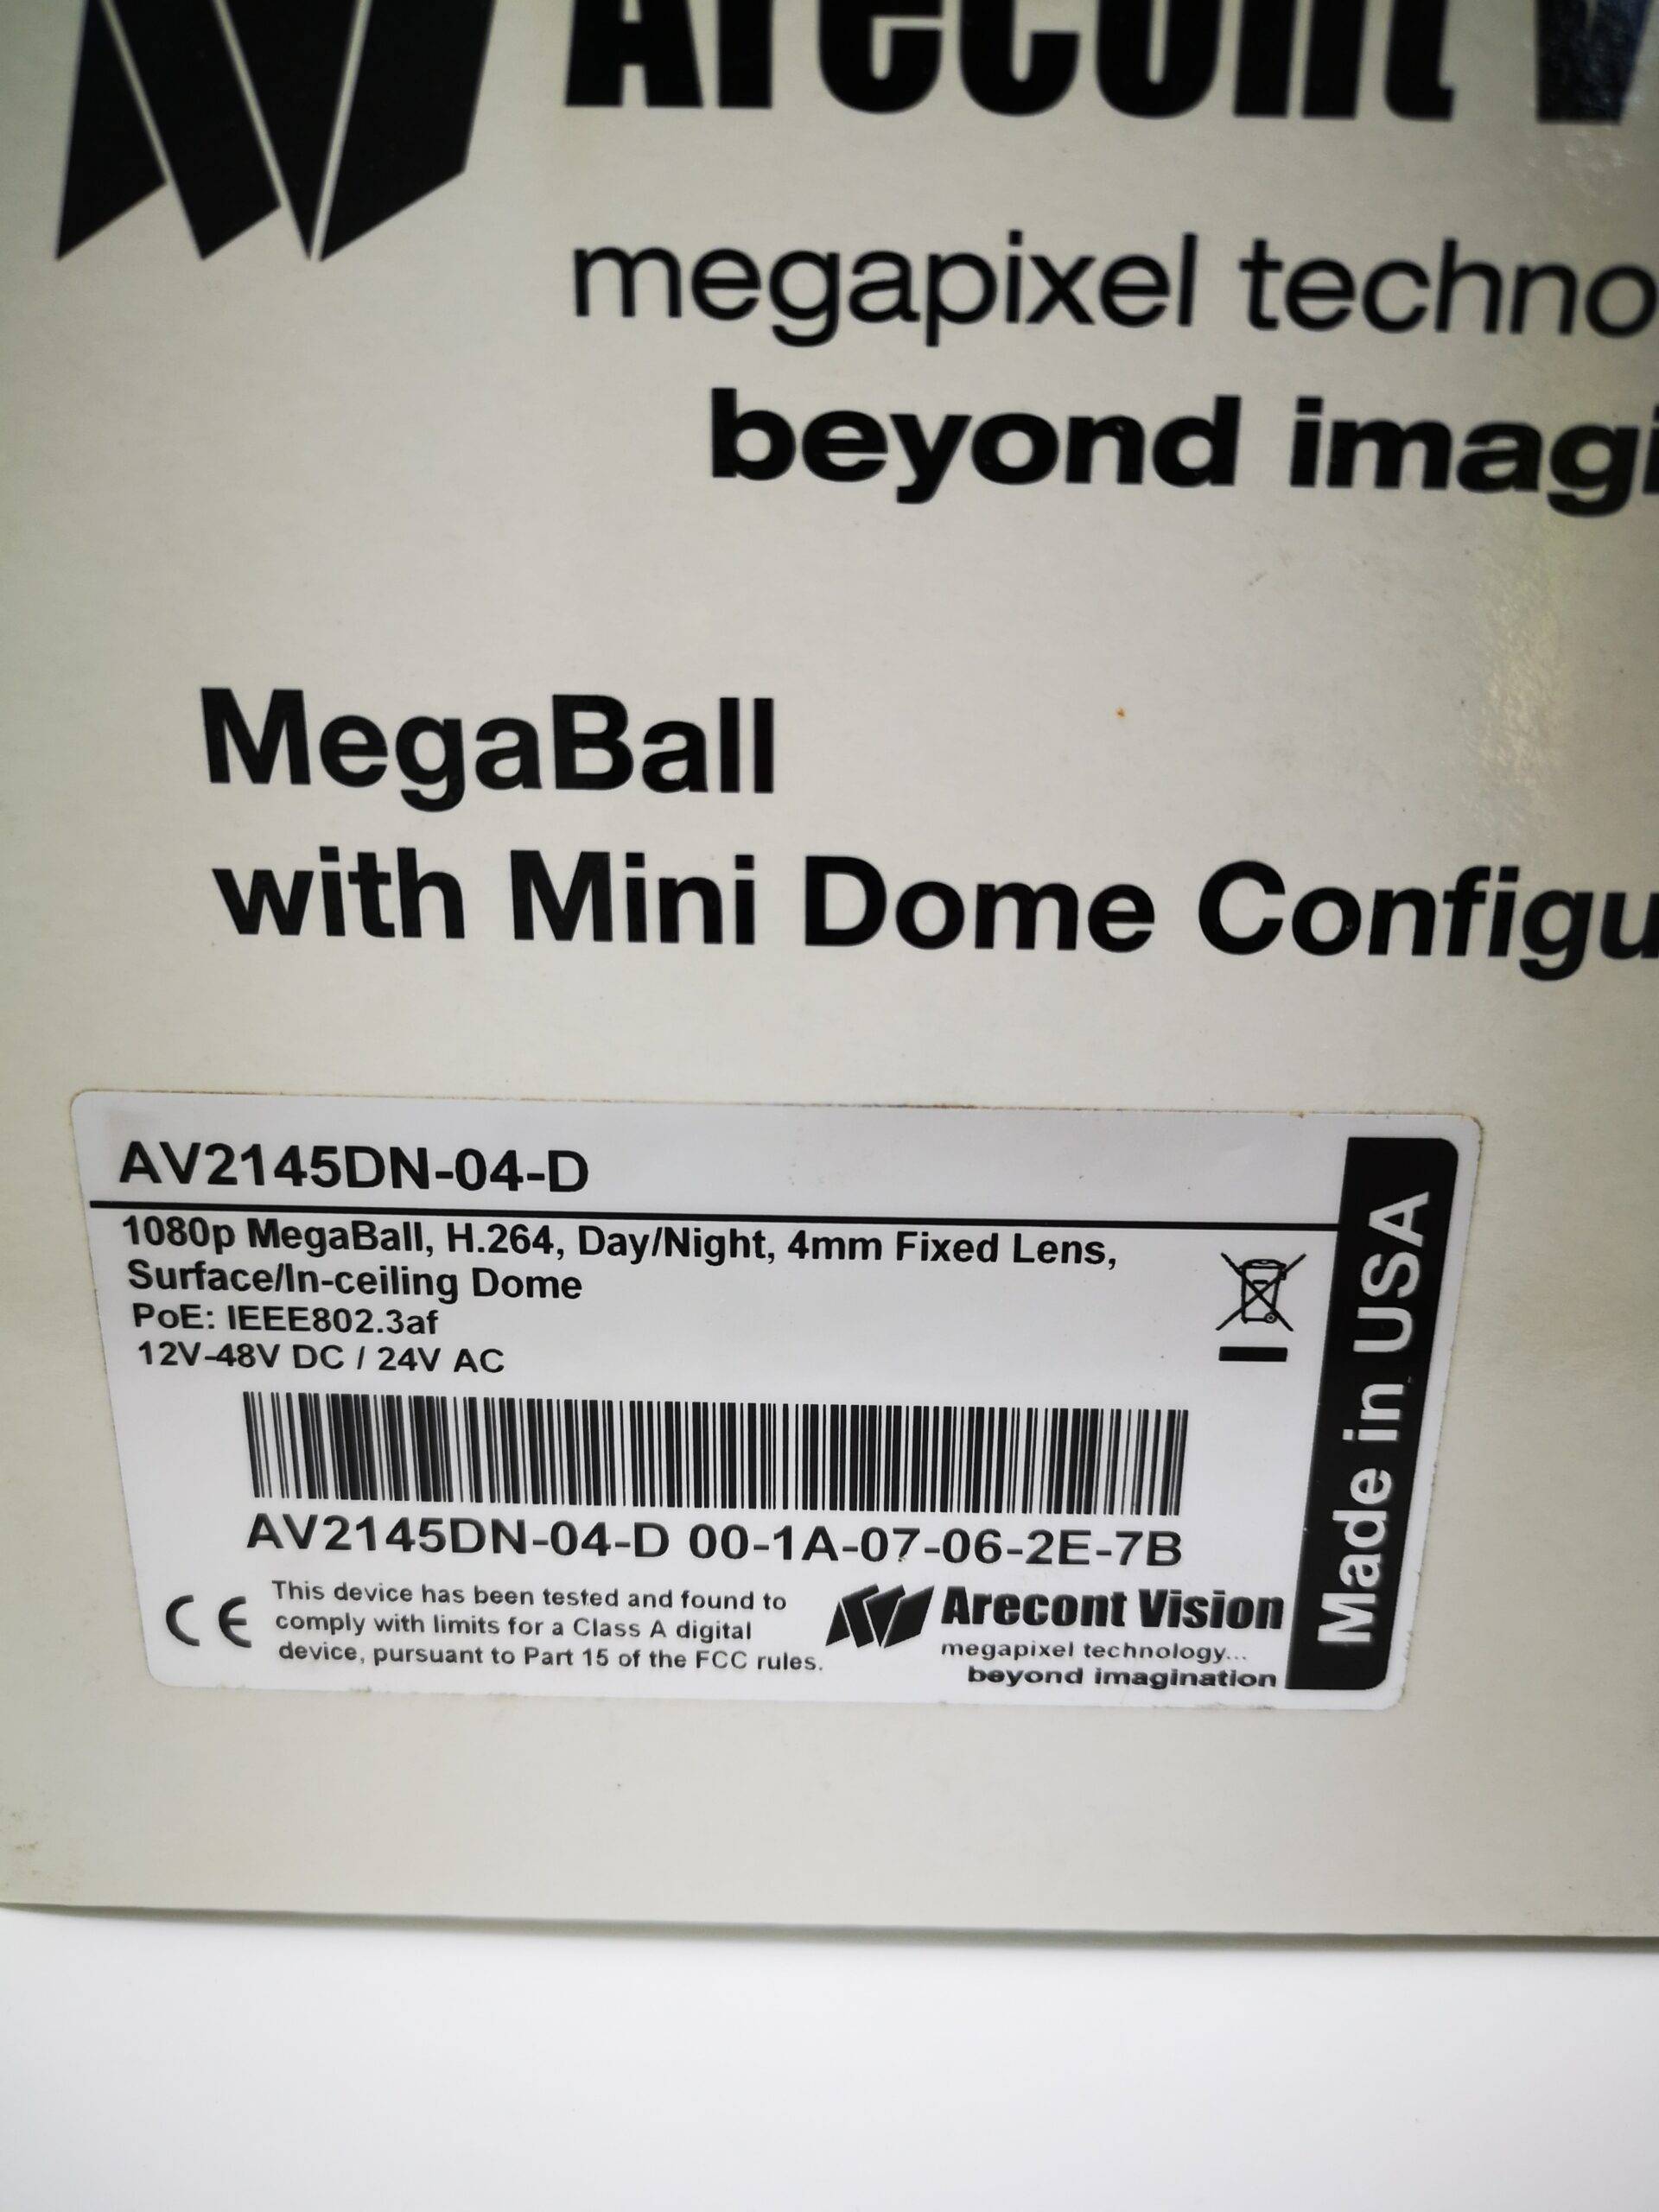 Arecont V
megapixel techno
beyond imagi
MegaBall
with Mini Dome Configu
AV2145DN-04-D
1080p MegaBall, H.264, Day/Night, 4mm Fixed Lens,
Surface/In-ceiling Dome
PoE: IEEE802.3af
12V-48V DC / 24V AC
Made in USA
AV2145DN-04-D 00-1A-07-06-2E-7B
CE
This device has been tested and found to
comply with limits for a Class A digital
device, pursuant to Part 15 of the FCC rules.
Arecont Vision
megapixel technology...
beyond imagination